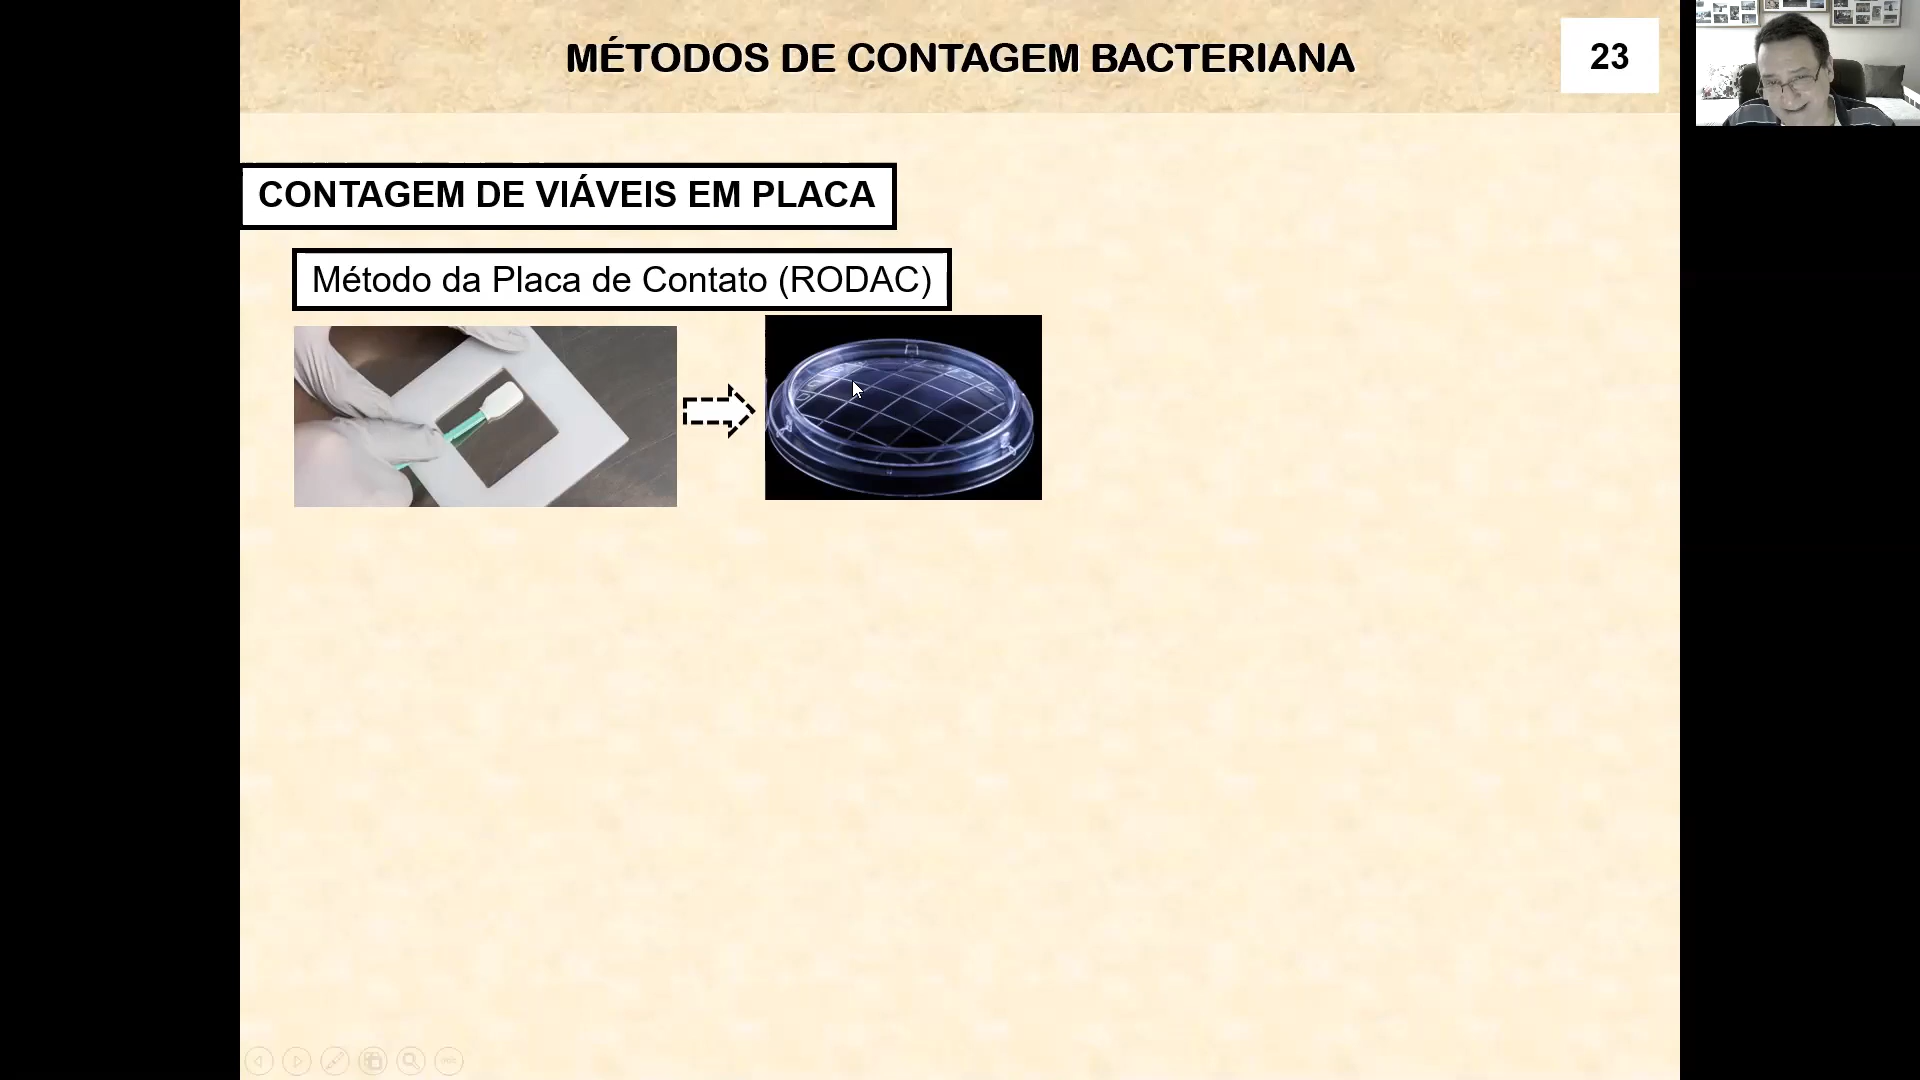 MÉTODOS DE CONTAGEM BACTERIANA
23
CONTAGEM DE VIÁVEIS EM PLACA
Método da Placa de Contato (RODAC)